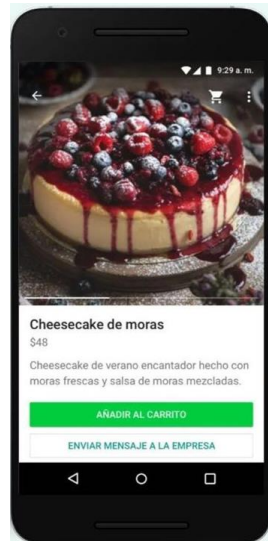 9:29 a. m.
Cheesecake de moras
$48
Cheesecake de verano encantador hecho con
moras frescas y salsa de moras mezcladas.
AÑADIR AL CARRITO
ENVIAR MENSAJE A LA EMPRESA